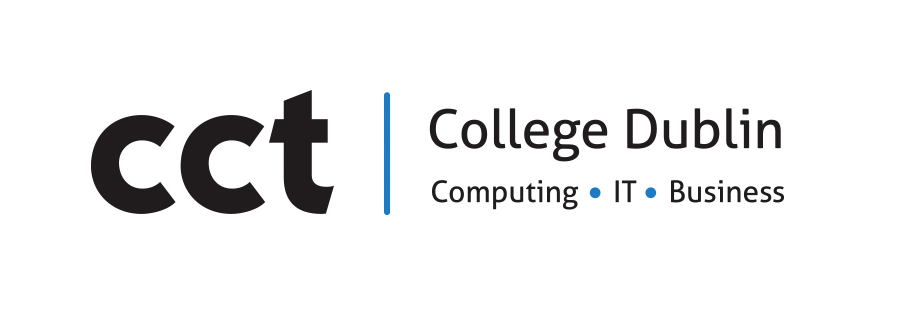 cct
College Dublin
Computing • IT • Business